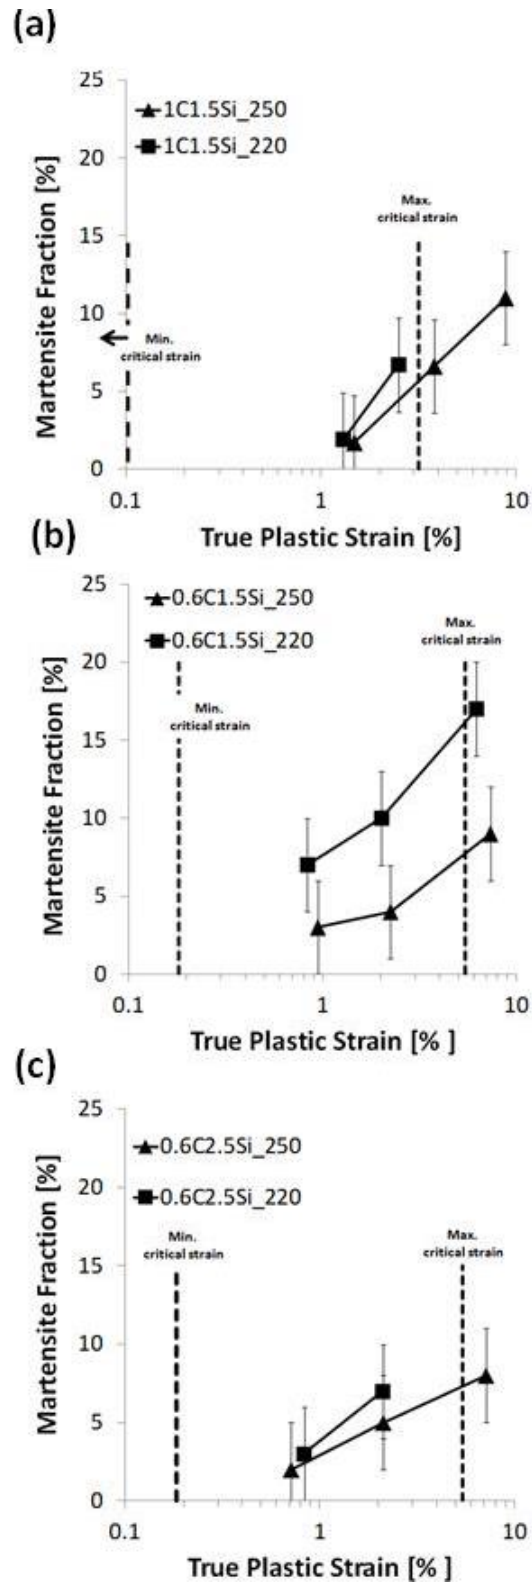 (a)
25
20
15
10
5
0
Martensite Fraction [%]
1C1.5Si_250
1C1.5Si_220
Max.
critical strain
Min.
critical strain
0.1
1
10
True Plastic Strain [%]
(b)
25
20
15
10
5
0
Martensite Fraction [%]
0.6C1.5Si_250
0.6C1.5Si_220
Max.
critical strain
Min.
critical strain
0.1
1
10
True Plastic Strain [% ]
(c)
25
20
15
10
5
0
Martensite Fraction [%]
0.6C2.5Si_250
0.6C2.5Si_220
Min.
critical strain
Max.
critical strain
0.1
1
10
True Plastic Strain [% ]